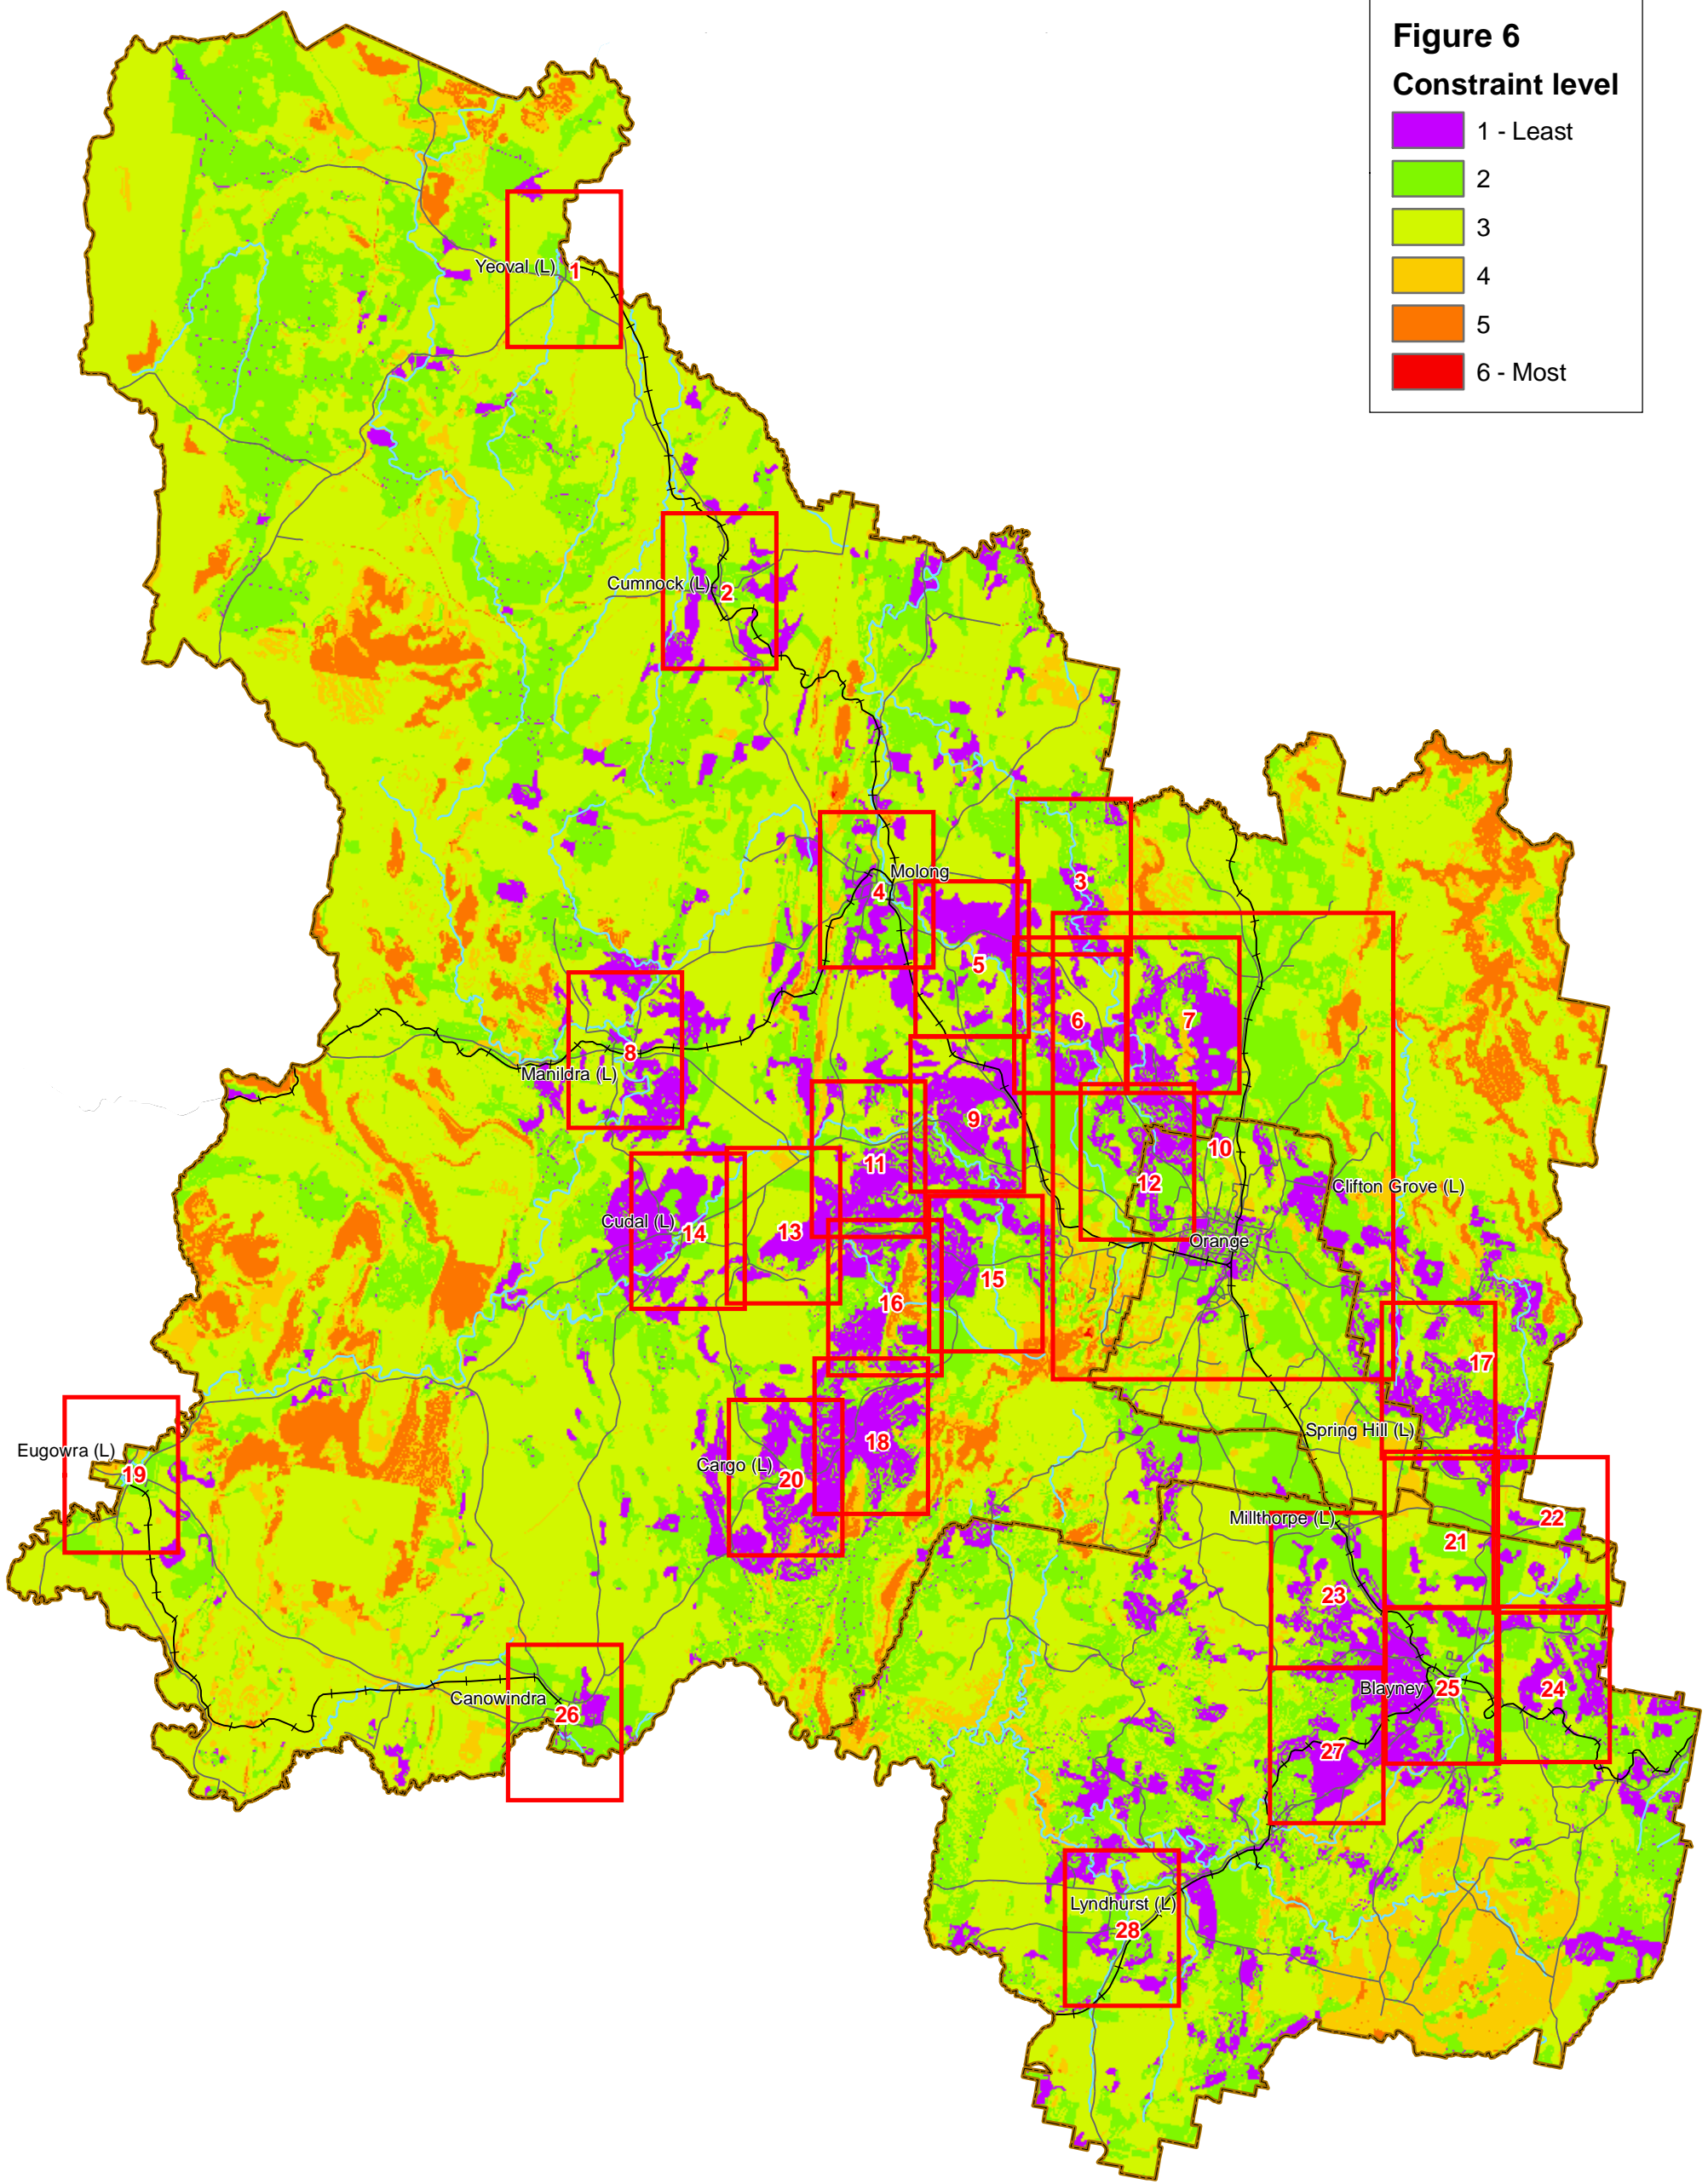 Figure 6
Constraint level
1 - Least
2
3
4
5
6 - Most
Yeoval (L)
1
Cumnock (L)
2
Molong
3
4
5
6
7
8
Manildra (L)
9
10
11
12
Clifton Grove (L)
Cudal (L)
14
13
Orange
15
16
17
Spring Hill (L)
18
Eugowra (L)
19
Cargo (L)
20
Millthorpe (L)
22
21
23
Blayney
25
24
Canowindra
26
27
Lyndhurst (L)
28